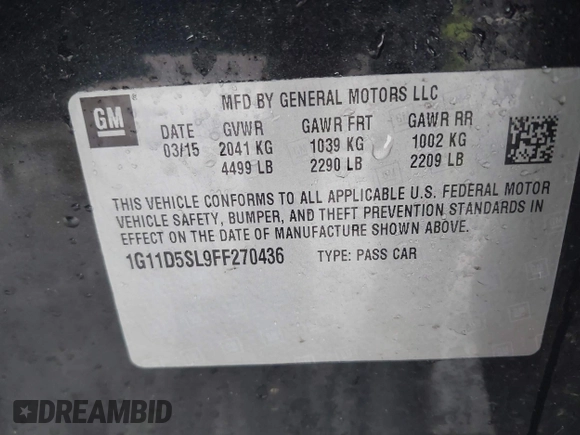 GM
MFD BY GENERAL MOTORS LLC
DATE GVWR GAWR FRT GAWR RR
03/15 2041 KG 1039 KG 1002 KG
4499 LB 2290 LB 2209 LB
THIS VEHICLE CONFORMS TO ALL APPLICABLE U.S. FEDERAL MOTOR
VEHICLE SAFETY, BUMPER, AND THEFT PREVENTION STANDARDS IN
EFFECT ON THE DATE OF MANUFACTURE SHOWN ABOVE.
1G11D5SL9FF270436 TYPE: PASS CAR
DREAMBID